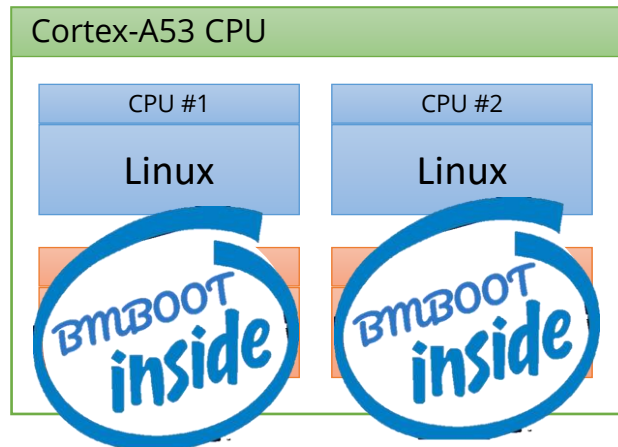 Cortex-A53 CPU
CPU #1 CPU #2
Linux Linux
BMBOOT BMBOOT
inside inside